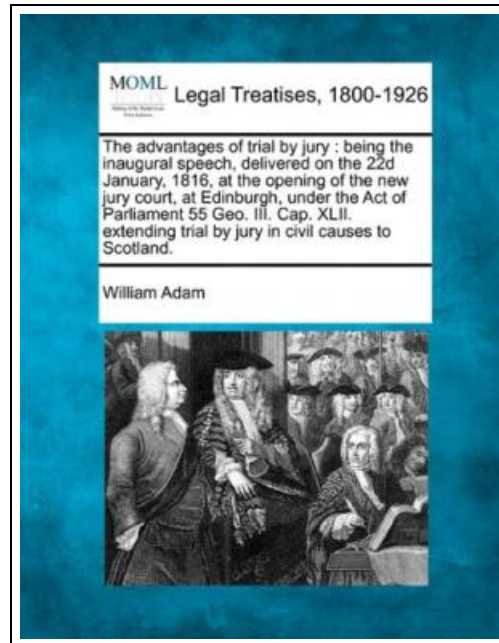 MOML
Legal Treatises, 1800-1926
The advantages of trial by jury : being the
inaugural speech, delivered on the 22d
January, 1816, at the opening of the new
jury court, at Edinburgh, under the Act of
Parliament 55 Geo. III. Cap. XLII.
extending trial by jury in civil causes to
Scotland.
William Adam